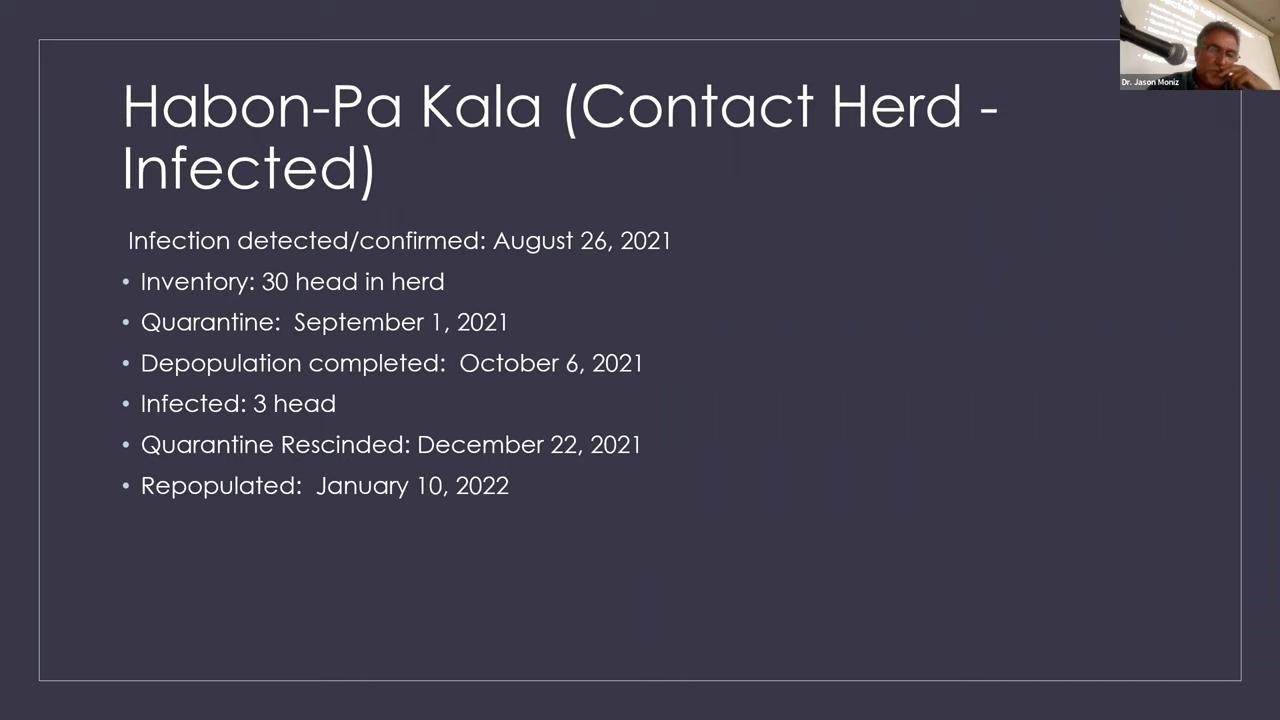 Habon-Pa Kala (Contact Herd -
Infected)
Infection detected/confirmed: August 26, 2021
• Inventory: 30 head in herd
• Quarantine:  September 1, 2021
• Depopulation completed:  October 6, 2021
• Infected: 3 head
• Quarantine Rescinded: December 22, 2021
• Repopulated:  January 10, 2022
Dr. Jason Moniz